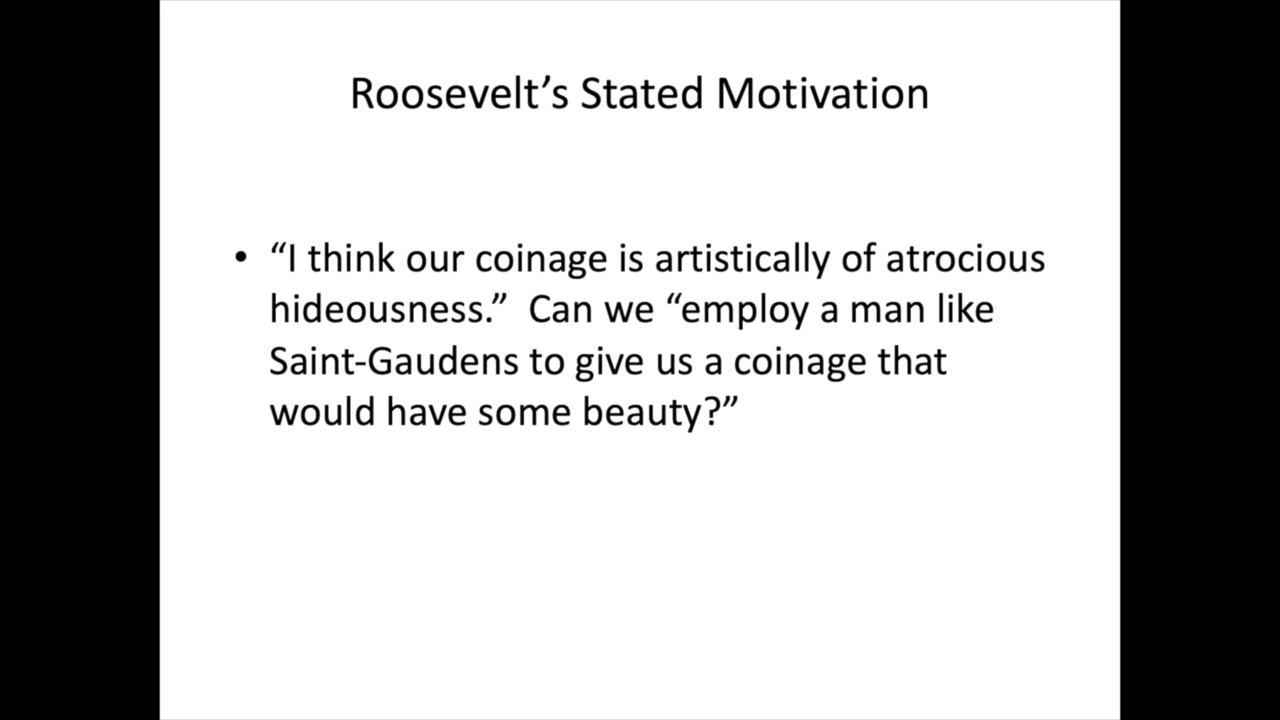 Roosevelt’s Stated Motivation
• “I think our coinage is artistically of atrocious
hideousness.”  Can we “employ a man like
Saint-Gaudens to give us a coinage that
would have some beauty?”